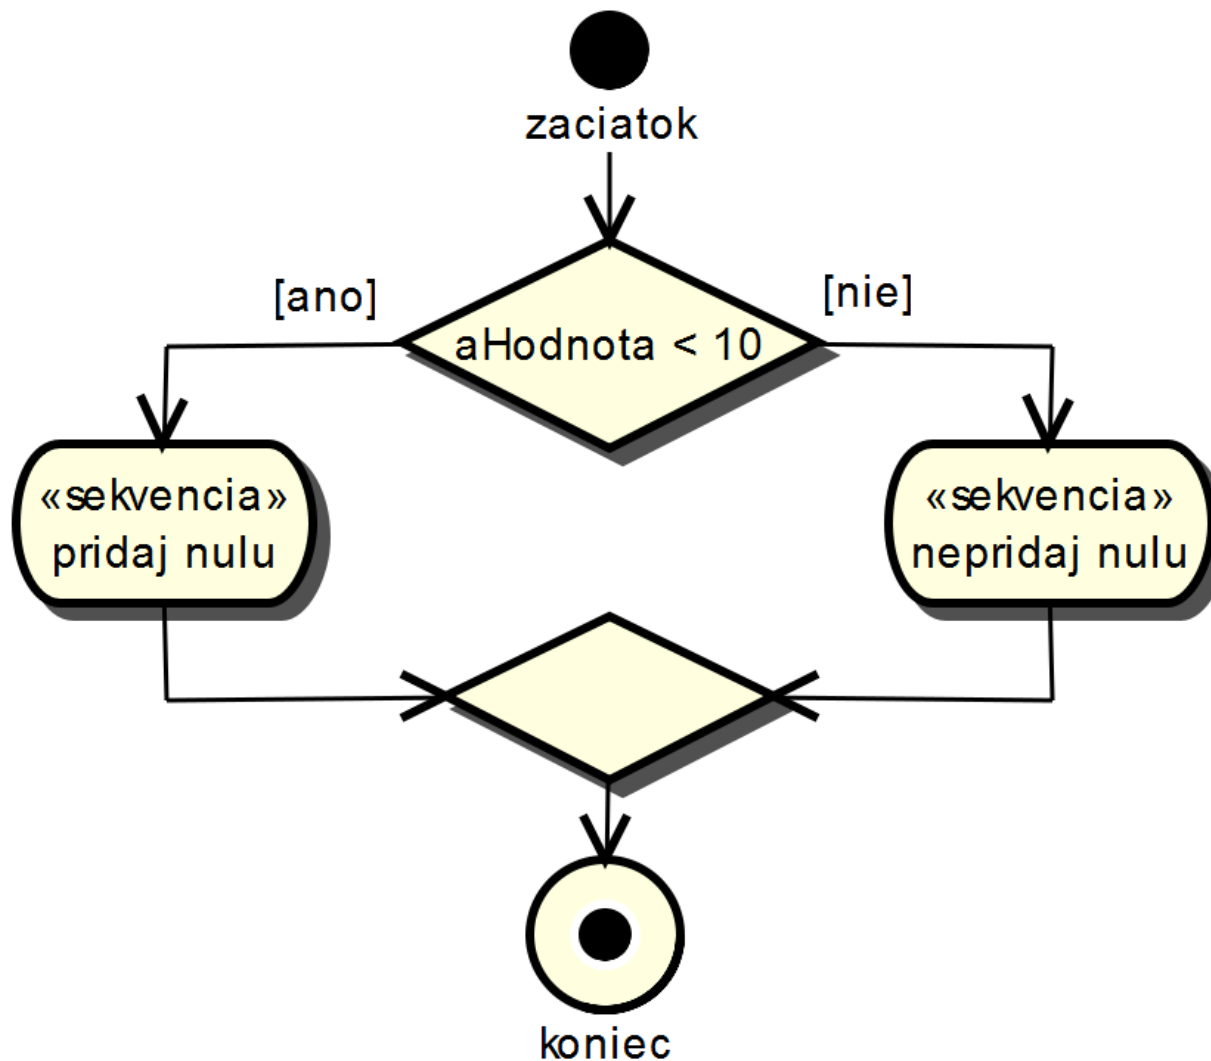 zaciatok
[ano]
[nie]
aHodnota < 10
«sekvencia»
pridaj nulu
«sekvencia»
nepridaj nulu
koniec